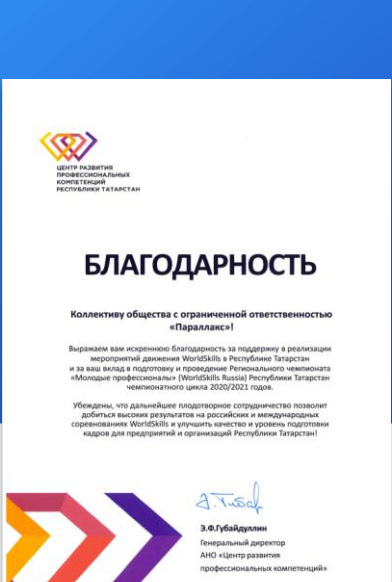 ЦЕНТР РАЗВИТИЯ
ПРОФЕССИОНАЛЬНЫХ
КОМПЕТЕНЦИЙ
РЕСПУБЛИКИ ТАТАРСТАН
БЛАГОДАРНОСТЬ
Коллективу общества с ограниченной ответственностью
«Параллакс»!
Выражаем вам искреннюю благодарность за поддержку в реализации
мероприятий движения WorldSkills в Республике Татарстан
и за ваш вклад в подготовку и проведение Регионального чемпионата
«Молодые профессионалы» (WorldSkills Russia) Республики Татарстан
чемпионатного цикла 2020/2021 годов.
Убеждены, что дальнейшее плодотворное сотрудничество позволит
добиться высоких результатов на российских и международных
соревнованиях WorldSkills и улучшить качество и уровень подготовки
кадров для предприятий и организаций Республики Татарстан!
Э.Ф.Губайдуллин
Генеральный директор
АНО «Центр развития
профессиональных компетенций»